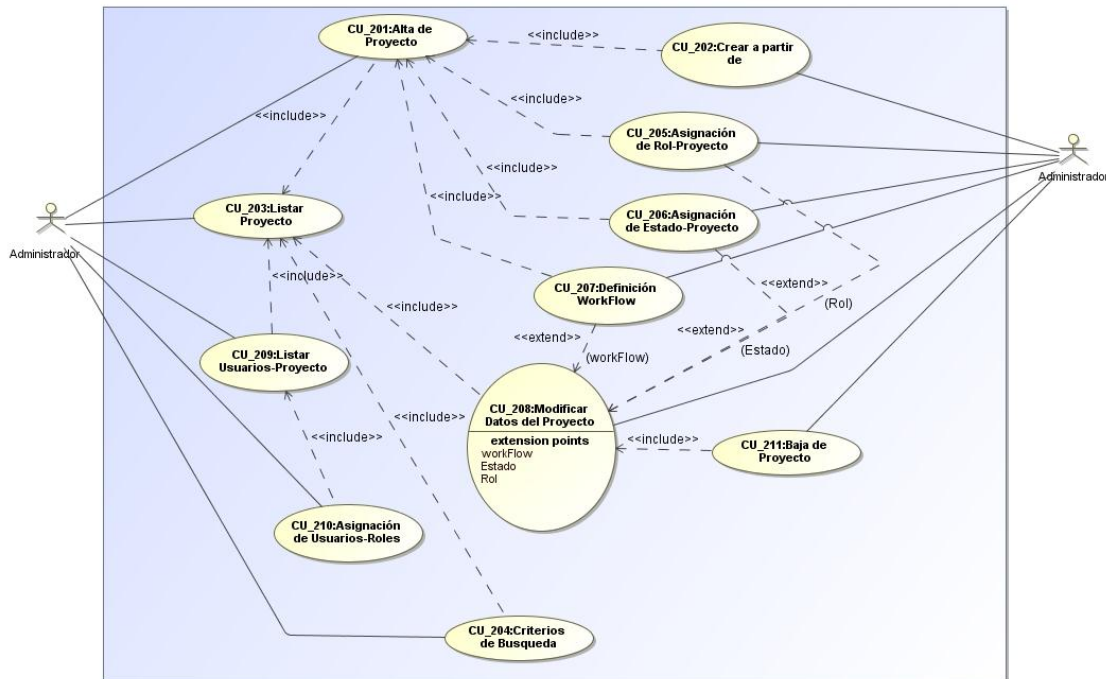 CU_201:Alta de
Proyecto
<<include>>
CU_202:Crear a partir
de
<<include>>
<<include>>
CU_205:Asignación
de Rol-Proyecto
Administrador
Administrador
<<include>>
CU_203:Listar
Proyecto
CU_206:Asignación
de Estado-Proyecto
<<include>>
CU_207:Definición
WorkFlow
<<extend>>
(Rol)
<<extend>>
(workFlow)
<<extend>>
(Estado)
<<include>>
CU_209:Listar
Usuarios-Proyecto
<<include>>
CU_208:Modificar
Datos del Proyecto
extension points
workFlow
Estado
Rol
<<include>>
<<include>>
CU_211:Baja de
Proyecto
CU_210:Asignación
de Usuarios-Roles
CU_204:Criterios
de Busqueda